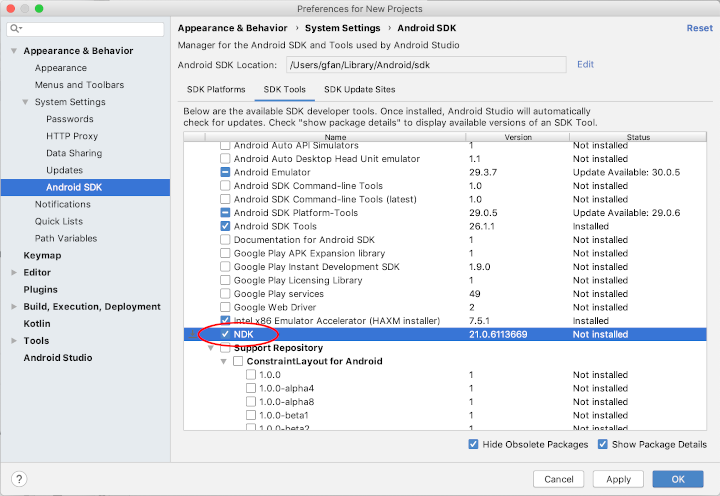 Preferences for New Projects
Appearance & Behavior
Appearance
Menus and Toolbars
System Settings
Passwords
HTTP Proxy
Data Sharing
Updates
Android SDK
Notifications
Quick Lists
Path Variables
Keymap
Editor
Plugins
Build, Execution, Deployment
Kotlin
Tools
Android Studio
Appearance & Behavior › System Settings › Android SDK Reset
Manager for the Android SDK and Tools used by Android Studio
Android SDK Location: /Users/gfan/Library/Android/sdk Edit
SDK Platforms SDK Tools SDK Update Sites
Below are the available SDK developer tools. Once installed, Android Studio will automatically
check for updates. Check "show package details" to display available versions of an SDK Tool.
Name Version Status
Android Auto API Simulators 1 Not installed
Android Auto Desktop Head Unit emulator 1.1 Not installed
Android Emulator 29.3.7 Update Available: 30.0.5
Android SDK Command-line Tools 1.0 Not installed
Android SDK Command-line Tools (latest) 1.0 Not installed
Android SDK Platform-Tools 29.0.5 Update Available: 29.0.6
Android SDK Tools 26.1.1 Installed
Documentation for Android SDK 1 Not installed
Google Play APK Expansion library 1 Not installed
Google Play Instant Development SDK 1.9.0 Not installed
Google Play Licensing Library 1 Not installed
Google Play services 49 Not installed
Google Web Driver 2 Not installed
Intel x86 Emulator Accelerator (HAXM installer) 7.5.1 Installed
NDK 21.0.6113669 Not installed
Support Repository
ConstraintLayout for Android
1.0.0 1 Not installed
1.0.0-alpha4 1 Not installed
1.0.0-alpha8 1 Not installed
1.0.0-beta1 1 Not installed
1.0.0-beta2 1 Not installed
Hide Obsolete Packages Show Package Details
? Cancel Apply OK